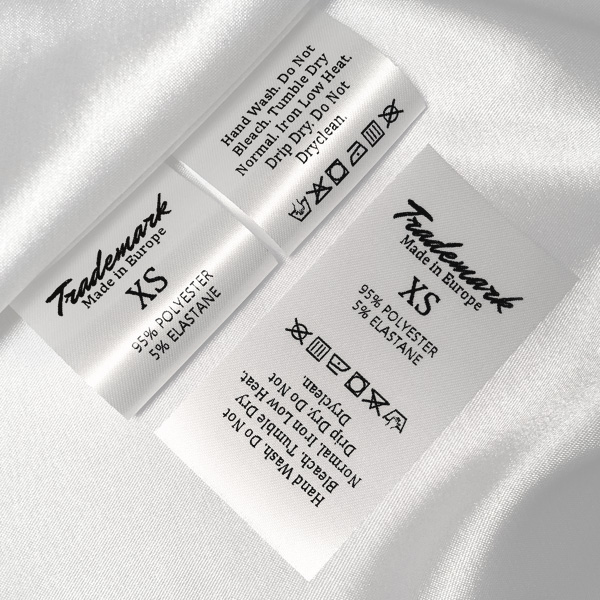 Hand Wash. Do Not
Bleach. Tumble Dry
Normal. Iron Low Heat.
Drip Dry. Do Not
Dryclean.
Trademark
Made in Europe
XS
95% POLYESTER
5% ELASTANE
Trademark
Made in Europe
XS
95% POLYESTER
5% ELASTANE
Hand Wash. Do Not
Bleach. Tumble Dry
Normal. Iron Low Heat.
Drip Dry. Do Not
Dryclean.